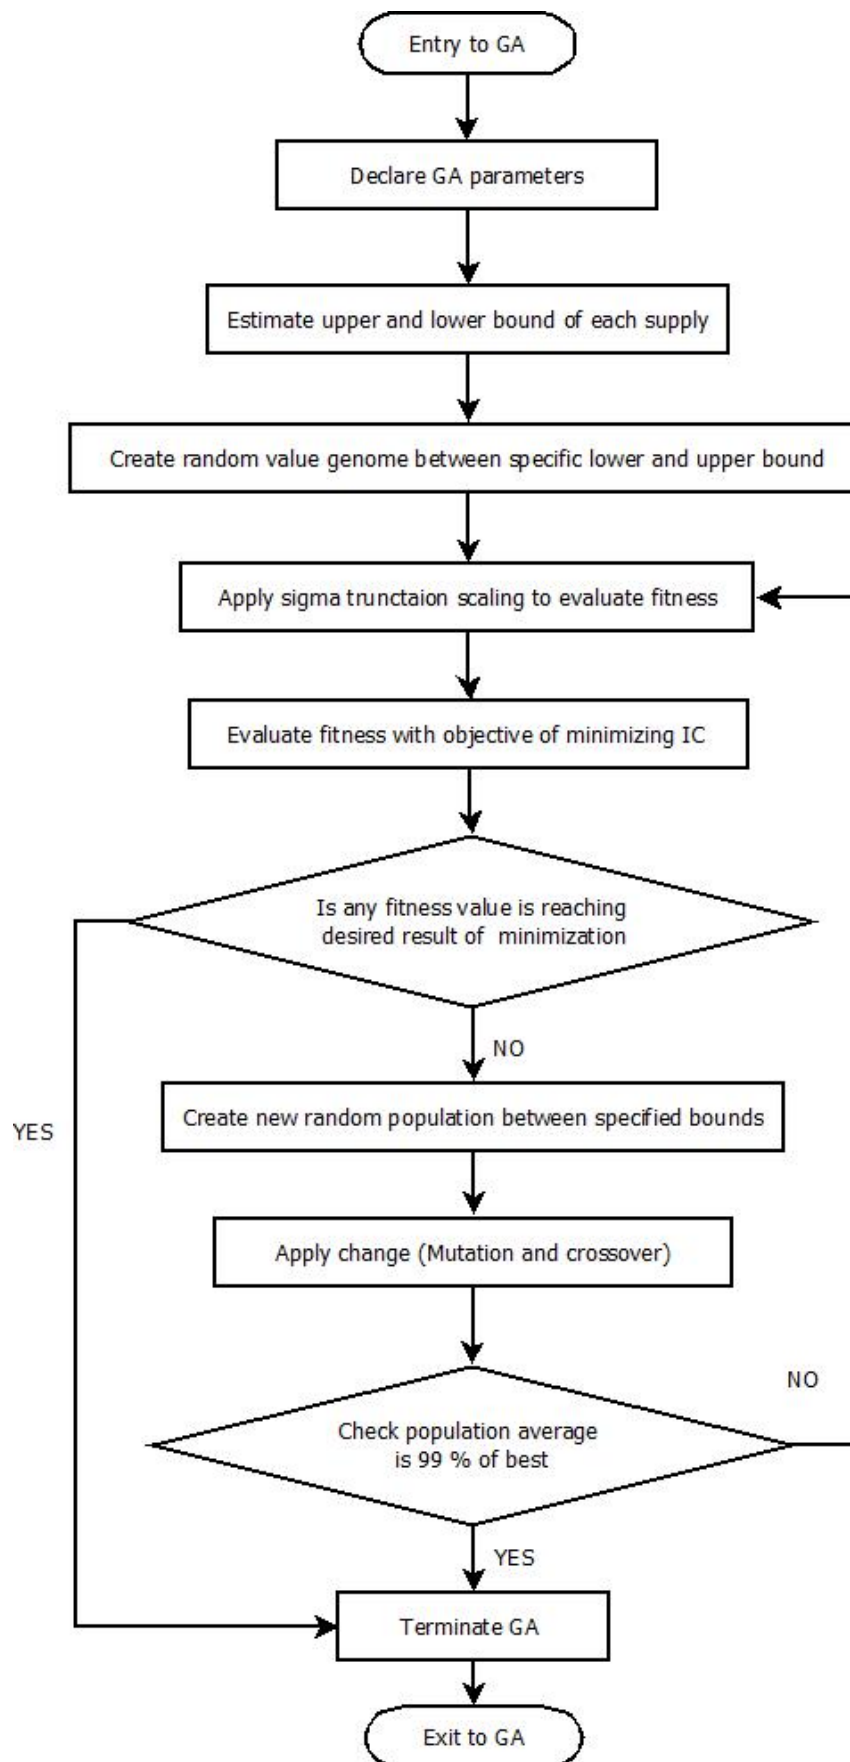 Entry to GA
Declare GA parameters
Estimate upper and lower bound of each supply
Create random value genome between specific lower and upper bound
Apply sigma trunctaion scaling to evaluate fitness
Evaluate fitness with objective of minimizing IC
Is any fitness value is reaching
desired result of minimization
NO
Create new random population between specified bounds
YES
Apply change (Mutation and crossover)
NO
Check population average
is 99 % of best
YES
Terminate GA
Exit to GA